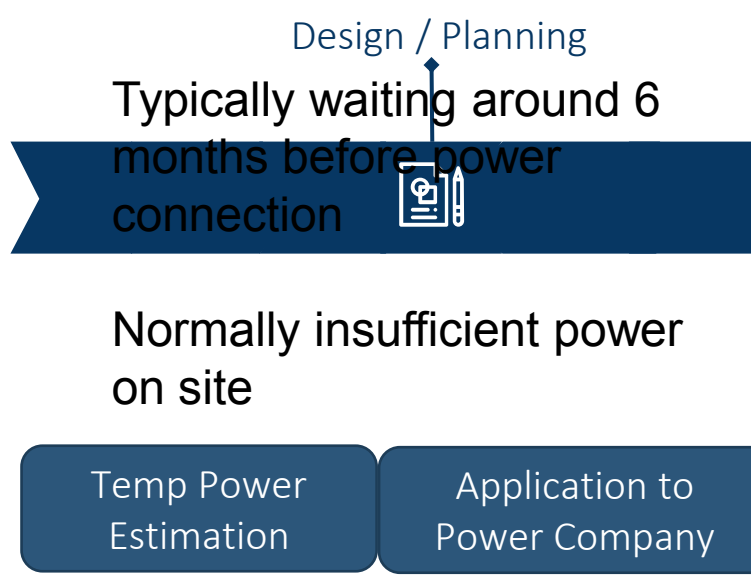 Design / Planning
Typically waiting around 6
months before power
connection
Normally insufficient power
on site
Temp Power
Estimation
Application to
Power Company